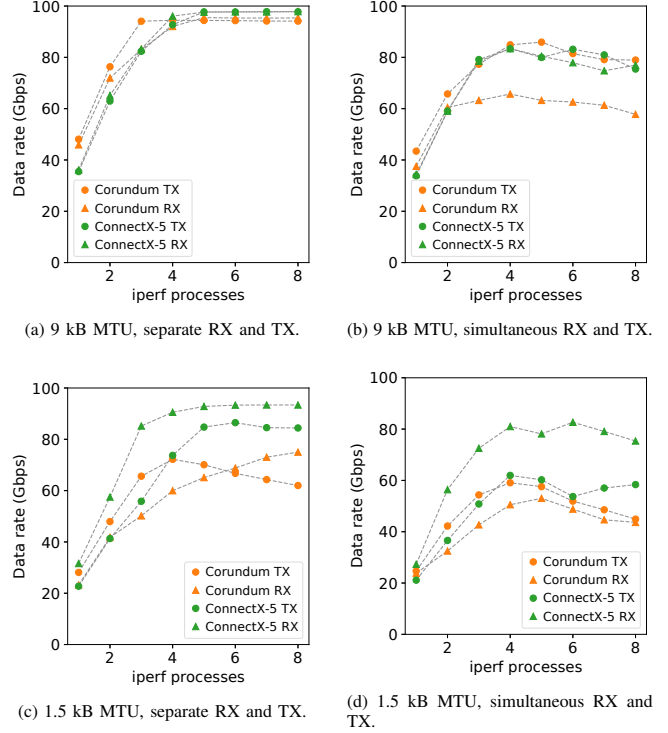 100
80
60
40
20
0
Data rate (Gbps)
Corundum TX
Corundum RX
ConnectX-5 TX
ConnectX-5 RX
2 4 6 8
iperf processes
(a) 9 kB MTU, separate RX and TX.
100
80
60
40
20
0
Data rate (Gbps)
Corundum TX
Corundum RX
ConnectX-5 TX
ConnectX-5 RX
2 4 6 8
iperf processes
(b) 9 kB MTU, simultaneous RX and TX.
100
80
60
40
20
0
Data rate (Gbps)
Corundum TX
Corundum RX
ConnectX-5 TX
ConnectX-5 RX
2 4 6 8
iperf processes
(c) 1.5 kB MTU, separate RX and TX.
100
80
60
40
20
0
Data rate (Gbps)
Corundum TX
Corundum RX
ConnectX-5 TX
ConnectX-5 RX
2 4 6 8
iperf processes
(d) 1.5 kB MTU, simultaneous RX and
TX.